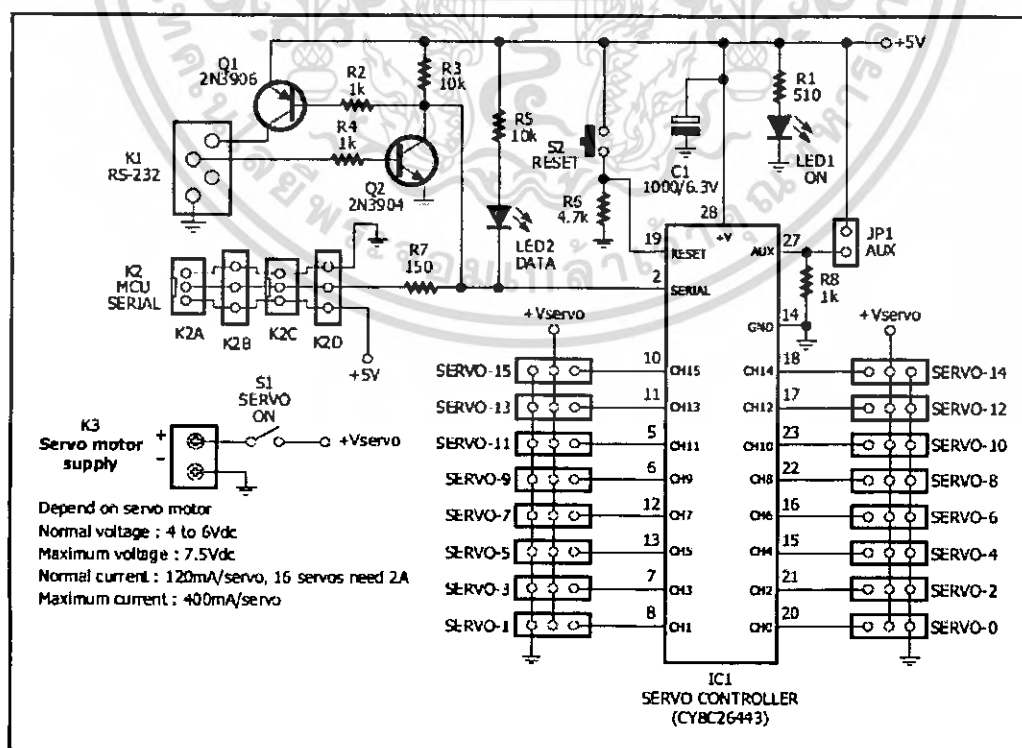 +5V
Q1
2N3906
R2
1k
R3
10k
R4
1k
R5
10k
R1
510
K1
RS-232
Q2
2N3904
S2
RESET
C1
1000/6.3V
LED1
ON
R6
4.7k
LED2
DATA
28
+V
19
RESET
AUX
27
JP1
AUX
K2
MCU
SERIAL
R7
150
2
SERIAL
R8
1k
K2A
K2B
K2C
K2D
+5V
+Vservo
GND
14
+Vservo
SERVO-15
10
CH15
CH14
18
SERVO-14
SERVO-13
11
CH13
CH12
17
SERVO-12
SERVO-11
5
CH11
CH10
23
SERVO-10
SERVO-9
6
CH9
CH8
22
SERVO-8
SERVO-7
12
CH7
CH6
16
SERVO-6
SERVO-5
13
CH5
CH4
15
SERVO-4
SERVO-3
7
CH3
CH2
21
SERVO-2
SERVO-1
8
CH1
CH0
20
SERVO-0
S1
SERVO
ON
K3
Servo motor
supply
+
-
+Vservo
Depend on servo motor
Normal voltage : 4 to 6Vdc
Maximum voltage : 7.5Vdc
Normal current : 120mA/servo, 16 servos need 2A
Maximum current : 400mA/servo
IC1
SERVO CONTROLLER
(CY8C26443)